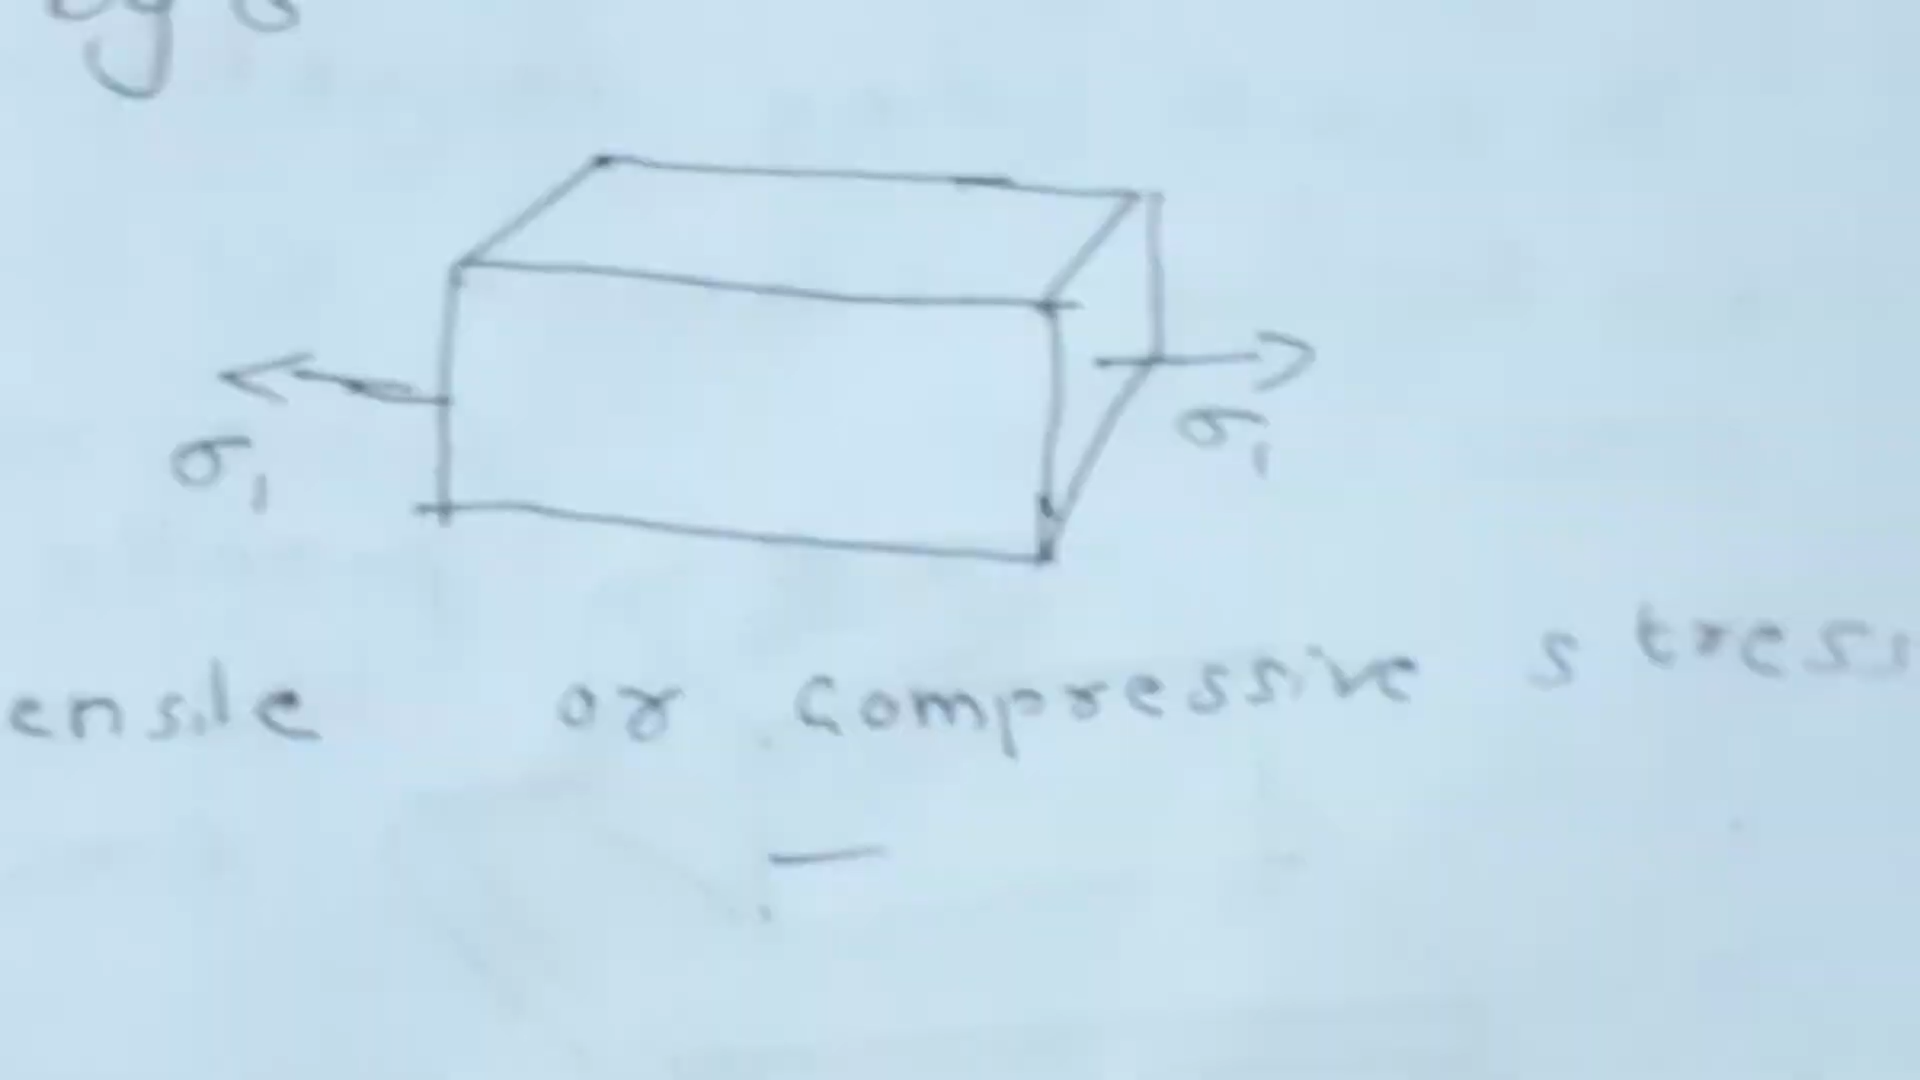 σ₁ σ₁
ensile or compressive stress